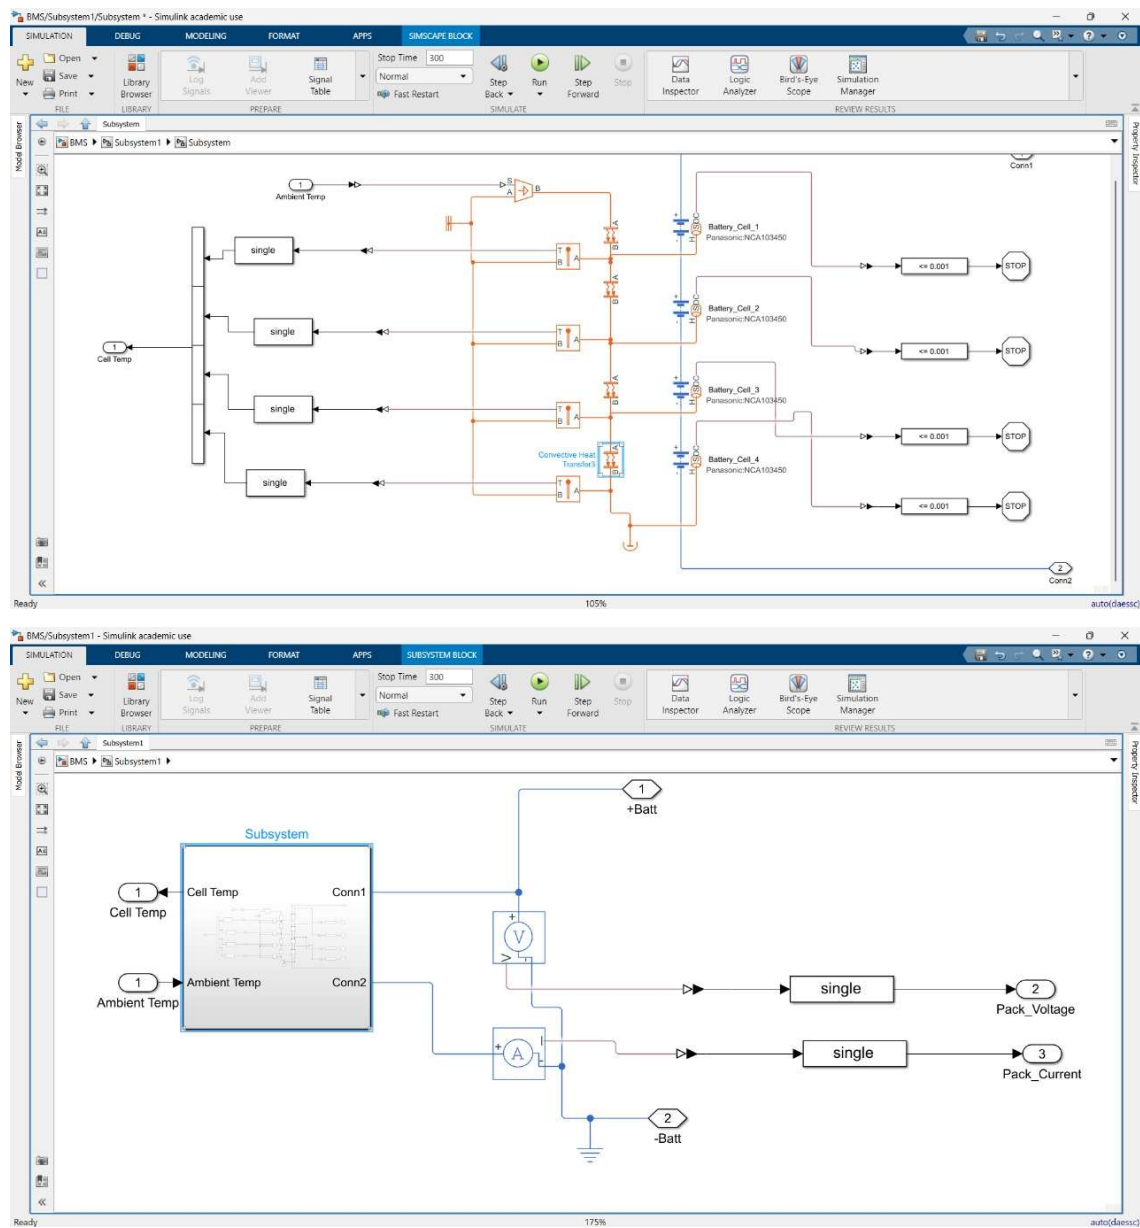 BMS/Subsystem1/Subsystem * - Simulink academic use
SIMULATION DEBUG MODELING FORMAT APPS SIMSCAPE BLOCK
New
Open
Save
Print
FILE
Library Browser
LIBRARY
Log Signals
Add Viewer
Signal Table
PREPARE
Stop Time 300
Normal
Fast Restart
Step Back
Run
Step Forward
Stop
SIMULATE
Data Inspector
Logic Analyzer
Bird's-Eye Scope
Simulation Manager
REVIEW RESULTS
Model Browser
Property Inspector
Subsystem
BMS Subsystem1 Subsystem
Conn1
1
Ambient Temp
S
A
B
A
B
Battery_Cell_1
Panasonic:NCA103450
SOC
H
single
T
B
A
<= 0.001
STOP
A
B
Battery_Cell_2
Panasonic:NCA103450
SOC
H
single
T
B
A
<= 0.001
STOP
1
Cell Temp
A
B
Battery_Cell_3
Panasonic:NCA103450
SOC
H
single
T
B
A
<= 0.001
STOP
Convective Heat
Transfer3
A
B
Battery_Cell_4
Panasonic:NCA103450
SOC
H
single
T
B
A
<= 0.001
STOP
2
Conn2
Ready
105%
auto(daessc)
BMS/Subsystem1 - Simulink academic use
SIMULATION DEBUG MODELING FORMAT APPS SUBSYSTEM BLOCK
New
Open
Save
Print
FILE
Library Browser
LIBRARY
Log Signals
Add Viewer
Signal Table
PREPARE
Stop Time 300
Normal
Fast Restart
Step Back
Run
Step Forward
Stop
SIMULATE
Data Inspector
Logic Analyzer
Bird's-Eye Scope
Simulation Manager
REVIEW RESULTS
Model Browser
Property Inspector
Subsystem1
BMS Subsystem1
1
+Batt
Subsystem
1
Cell Temp
Cell Temp
Conn1
V
V
1
Ambient Temp
Ambient Temp
Conn2
single
2
Pack_Voltage
A
I
single
3
Pack_Current
2
-Batt
Ready
175%
auto(daessc)